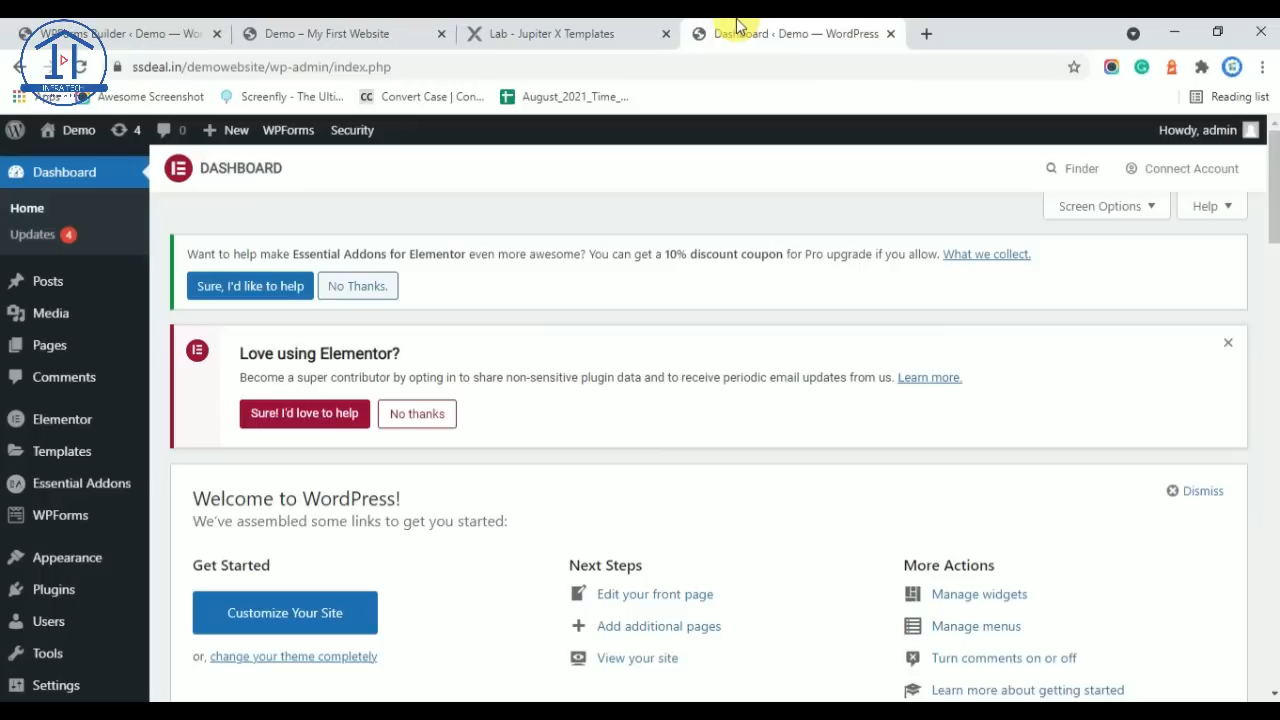 WPForms Builder ‹ Demo — Wo
Demo – My First Website
Lab - Jupiter X Templates
Dashboard ‹ Demo — WordPress
INFRATECH
ssdeal.in/demowebsite/wp-admin/index.php
Apps
Awesome Screenshot
Screenfly - The Ulti...
CC Convert Case | Con...
August_2021_Time_...
Reading list
Demo
4
0
New
WPForms
Security
Howdy, admin
Dashboard
DASHBOARD
Finder
Connect Account
Home
Updates 4
Screen Options
Help
Want to help make Essential Addons for Elementor even more awesome? You can get a 10% discount coupon for Pro upgrade if you allow. What we collect.
Sure, I'd like to help
No Thanks.
Posts
Media
Pages
Comments
Love using Elementor?
Become a super contributor by opting in to share non-sensitive plugin data and to receive periodic email updates from us. Learn more.
Sure! I'd love to help
No thanks
Elementor
Templates
EA Essential Addons
WPForms
Appearance
Plugins
Users
Tools
Settings
Welcome to WordPress!
Dismiss
We've assembled some links to get you started:
Get Started
Customize Your Site
or, change your theme completely
Next Steps
Edit your front page
Add additional pages
View your site
More Actions
Manage widgets
Manage menus
Turn comments on or off
Learn more about getting started